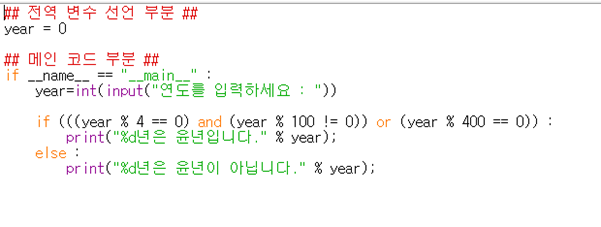 ## 전역 변수 선언 부분 ##
year = 0
## 메인 코드 부분 ##
if __name__ == "__main__" :
year=int(input("연도를 입력하세요 : "))
if (((year % 4 == 0) and (year % 100 != 0)) or (year % 400 == 0)) :
print("%d년은 윤년입니다." % year);
else :
print("%d년은 윤년이 아닙니다." % year);